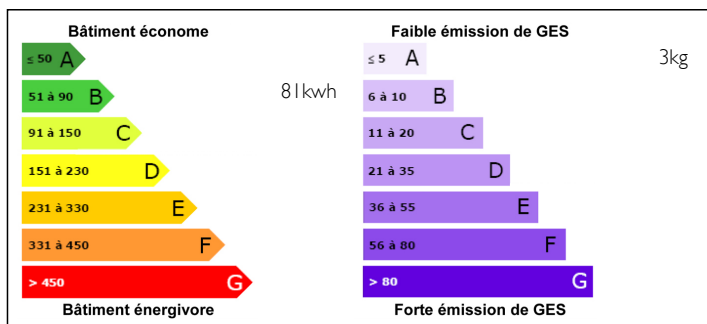 Bâtiment économe
≤ 50 A
51 à 90 B
81kwh
91 à 150 C
151 à 230 D
231 à 330 E
331 à 450 F
> 450 G
Bâtiment énergivore
Faible émission de GES
≤ 5 A
3kg
6 à 10 B
11 à 20 C
21 à 35 D
36 à 55 E
56 à 80 F
> 80 G
Forte émission de GES